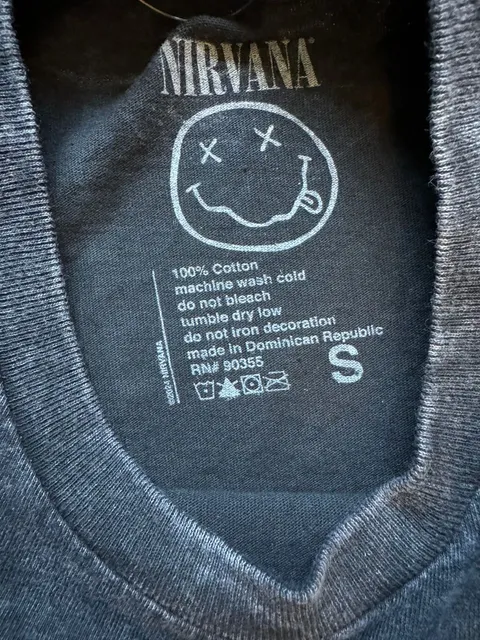 NIRVANA
100% Cotton
machine wash cold
do not bleach
tumble dry low
do not iron decoration
made in Dominican Republic
RN# 90355
S
NIRVANA